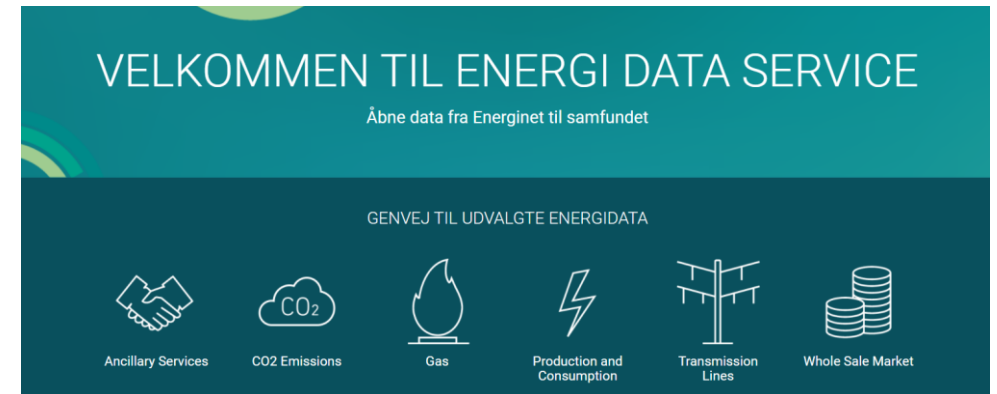 VELKOMMEN TIL ENERGI DATA SERVICE
Åbne data fra Energinet til samfundet
GENVEJ TIL UDVALGTE ENERGIDATA
CO2
Ancillary Services
CO2 Emissions
Gas
Production and
Consumption
Transmission
Lines
Whole Sale Market